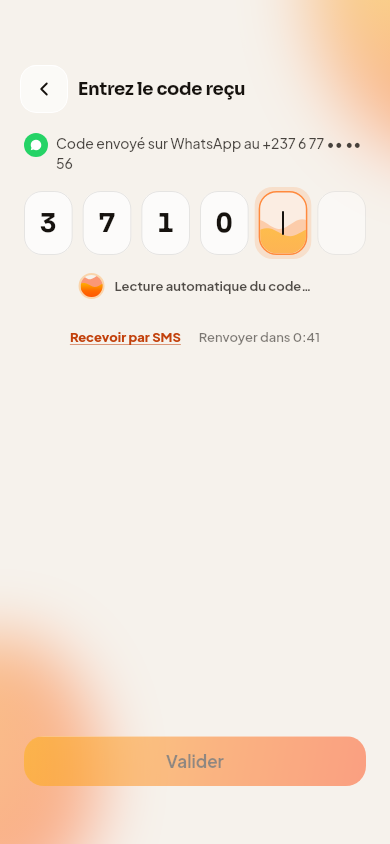 Entrez le code reçu
Code envoyé sur WhatsApp au +237 6 77 •• ••
56
3 7 1 0
Lecture automatique du code...
Recevoir par SMS Renvoyer dans 0:41
Valider